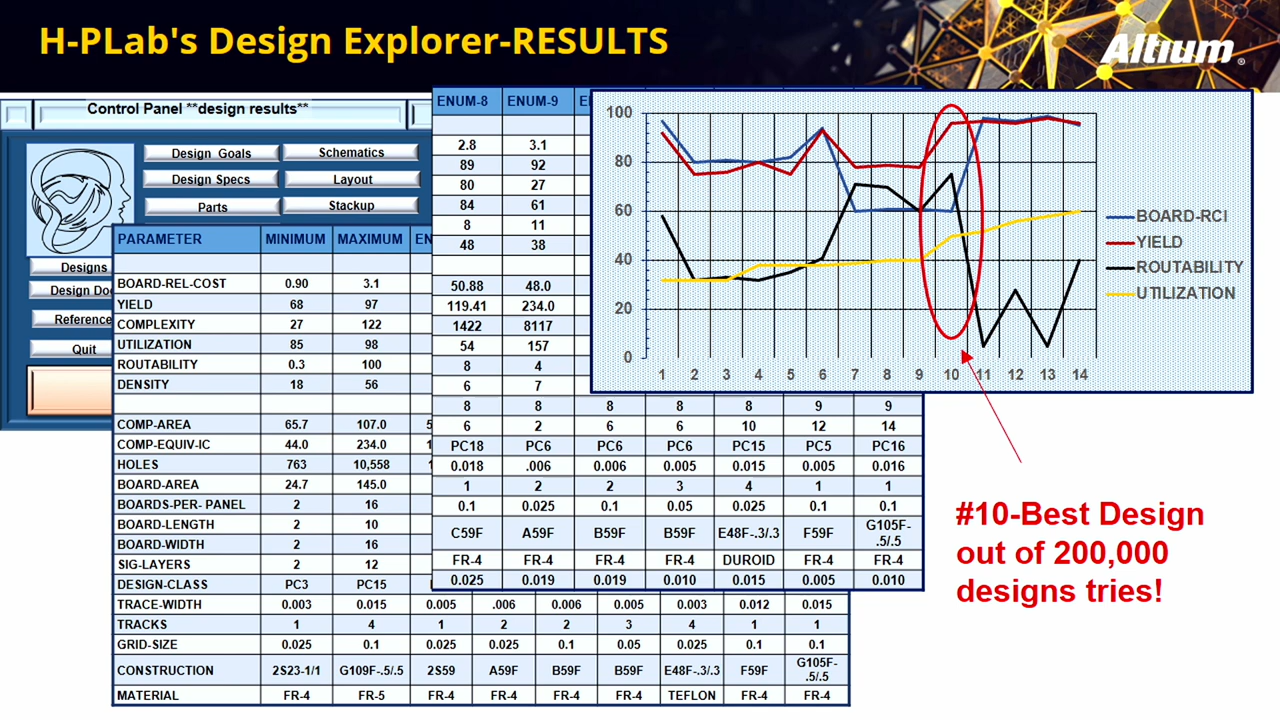 H-PLab's Design Explorer-RESULTS
Altium®
Control Panel **design results**
Design Goals Schematics
Design Specs Layout
Parts Stackup
Designs
Reference
Quit
PARAMETER MINIMUM MAXIMUM
BOARD-REL-COST 0.90 3.1
YIELD 68 97
COMPLEXITY 27 122
UTILIZATION 85 98
ROUTABILITY 0.3 100
DENSITY 18 56
COMP-AREA 65.7 107.0
COMP-EQUIV-IC 44.0 234.0
HOLES 763 10,558
BOARD-AREA 24.7 145.0
BOARDS-PER- PANEL 2 16
BOARD-LENGTH 2 10
BOARD-WIDTH 2 16
SIG-LAYERS 2 12
DESIGN-CLASS PC3 PC15
TRACE-WIDTH 0.003 0.015 0.005 .006 0.006 0.005 0.003 0.012 0.015
TRACKS 1 4 1 2 2 3 4 1 1
GRID-SIZE 0.025 0.1 0.025 0.025 0.1 0.05 0.025 0.1 0.1
CONSTRUCTION 2S23-1/1 G109F-.5/.5 2S59 A59F B59F B59F E48F-.3/.3 F59F G105F-
.5/.5
MATERIAL FR-4 FR-5 FR-4 FR-4 FR-4 FR-4 TEFLON FR-4 FR-4
ENUM-8 ENUM-9
2.8 3.1
89 92
80 27
84 61
8 11
48 38
50.88 48.0
119.41 234.0
1422 8117
54 157
8 4
6 7
8 8 8 8 8 9 9
6 2 6 6 10 12 14
PC18 PC6 PC6 PC6 PC15 PC5 PC16
0.018 .006 0.006 0.005 0.015 0.005 0.016
1 2 2 3 4 1 1
0.1 0.025 0.1 0.05 0.025 0.1 0.1
C59F A59F B59F B59F E48F-.3/.3 F59F G105F-
.5/.5
FR-4 FR-4 FR-4 FR-4 DUROID FR-4 FR-4
0.025 0.019 0.019 0.010 0.015 0.005 0.010
100
80
60
40
20
0
1 2 3 4 5 6 7 8 9 10 11 12 13 14
BOARD-RCI
YIELD
ROUTABILITY
UTILIZATION
#10-Best Design
out of 200,000
designs tries!